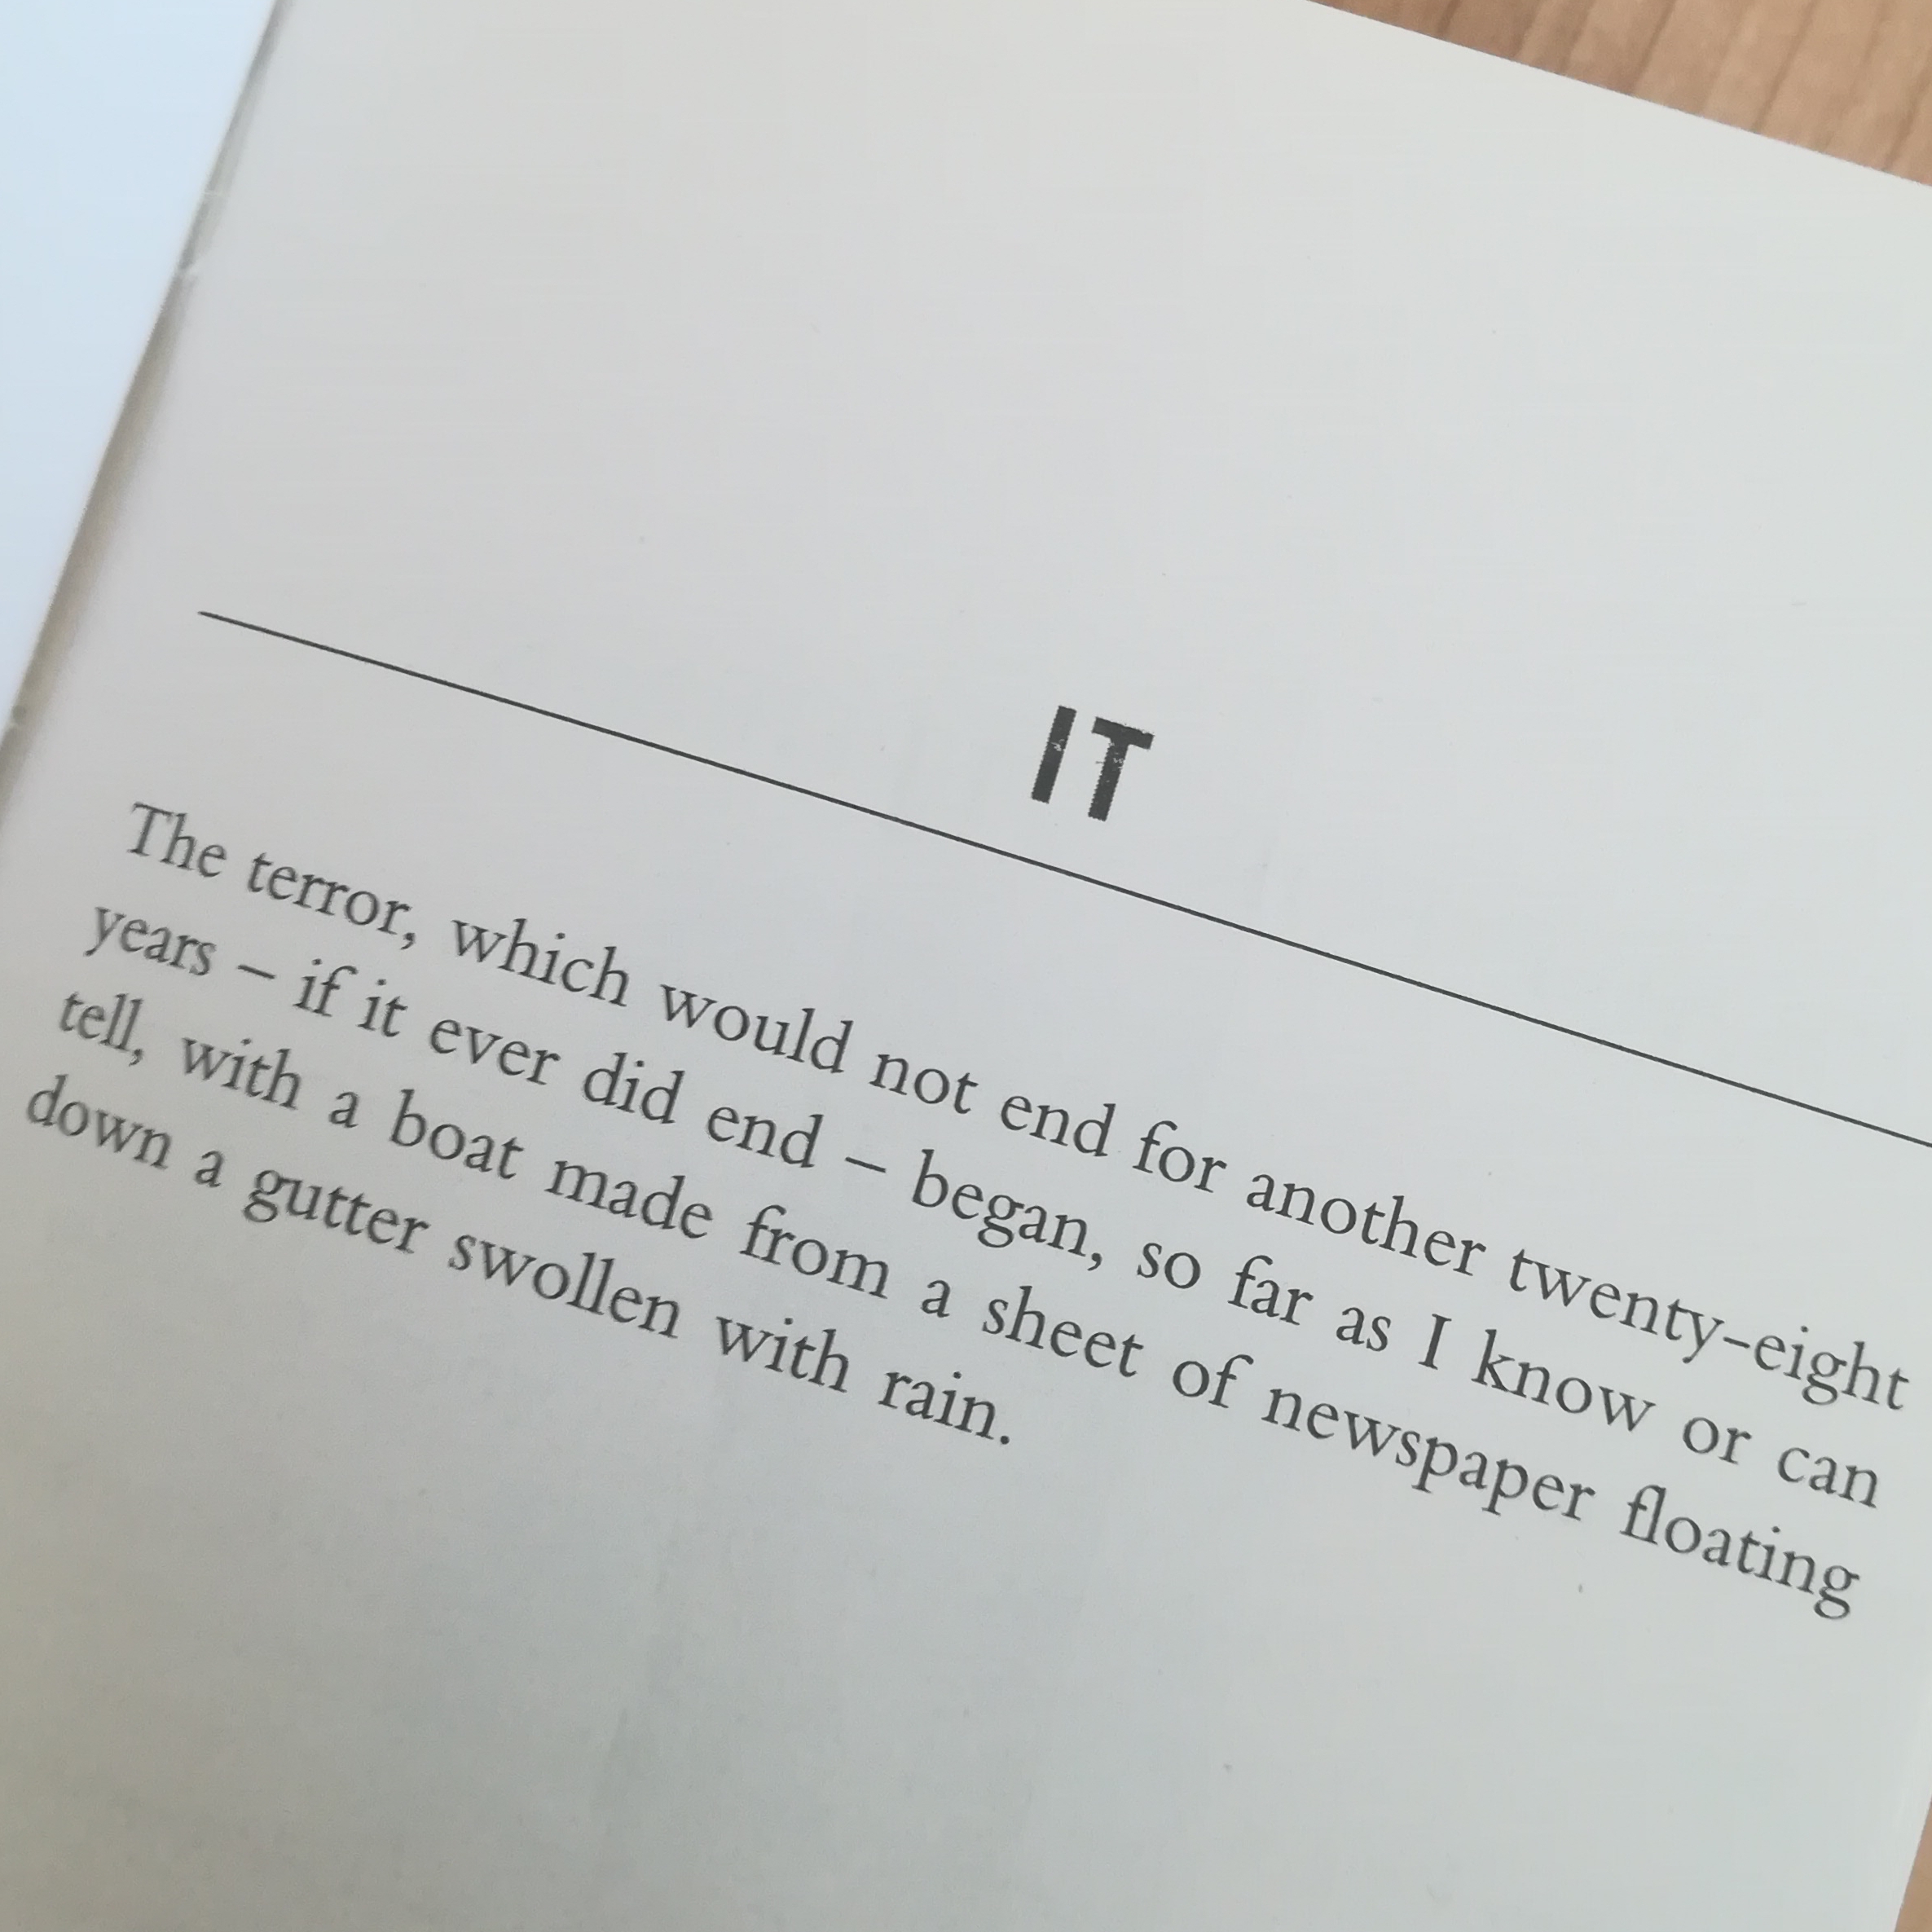 IT
The terror, which would not end for another twenty-eight
years – if it ever did end – began, so far as I know or can
tell, with a boat made from a sheet of newspaper floating
down a gutter swollen with rain.